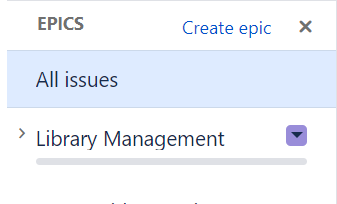 EPICS Create epic
All issues
Library Management